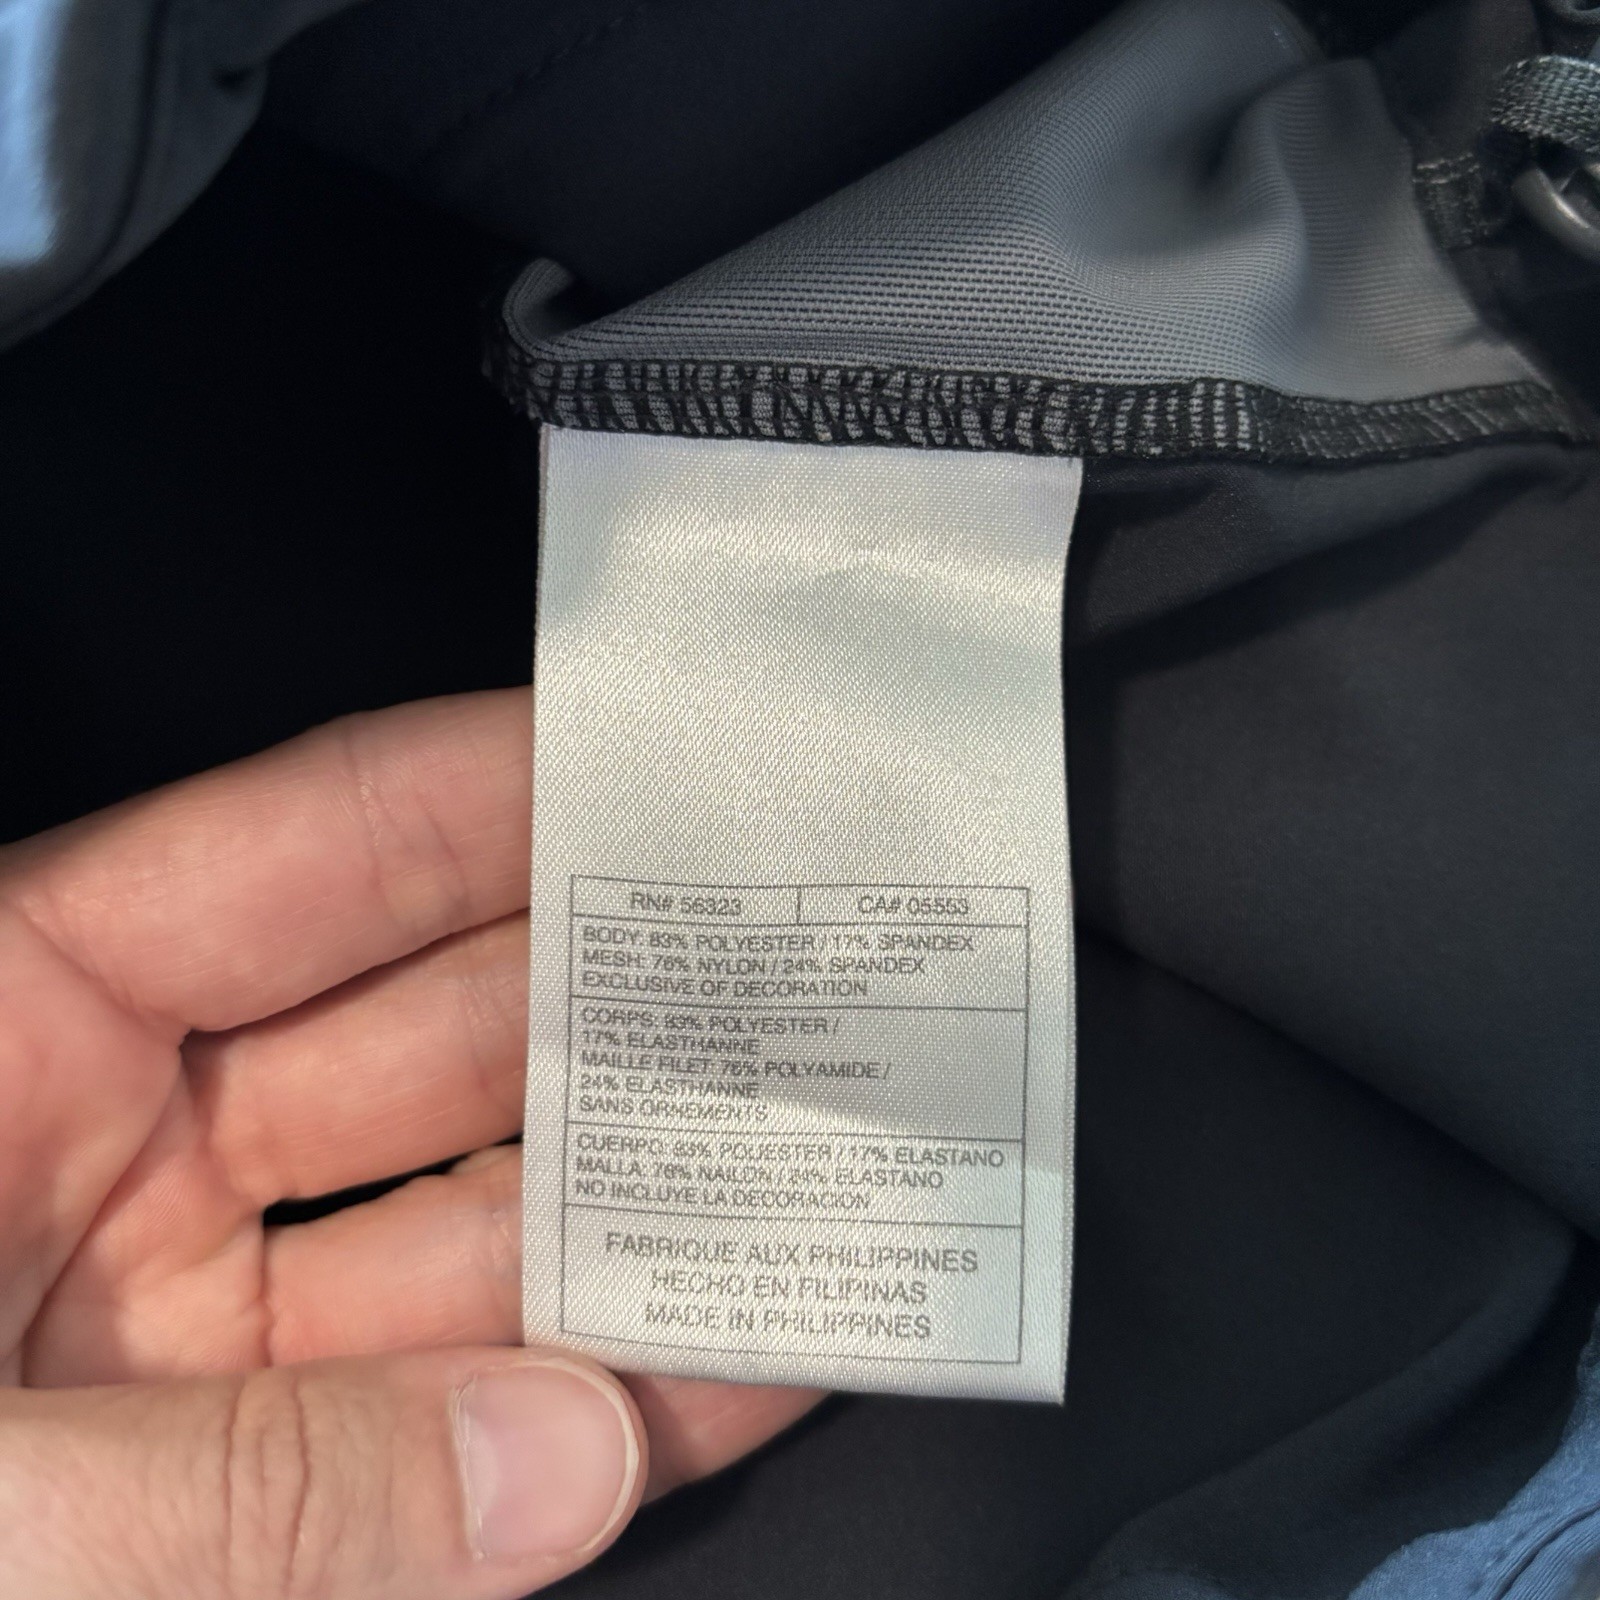 RN# 56323 CA# 05553
BODY: 83% POLYESTER / 17% SPANDEX
MESH: 76% NYLON / 24% SPANDEX
EXCLUSIVE OF DECORATION
CORPS: 83% POLYESTER /
17% ELASTHANNE
MAILLE FILET: 76% POLYAMIDE /
24% ELASTHANNE
SANS ORNEMENTS
CUERPO: 83% POLIESTER / 17% ELASTANO
MALLA: 76% NAILON / 24% ELASTANO
NO INCLUYE LA DECORACION
FABRIQUE AUX PHILIPPINES
HECHO EN FILIPINAS
MADE IN PHILIPPINES